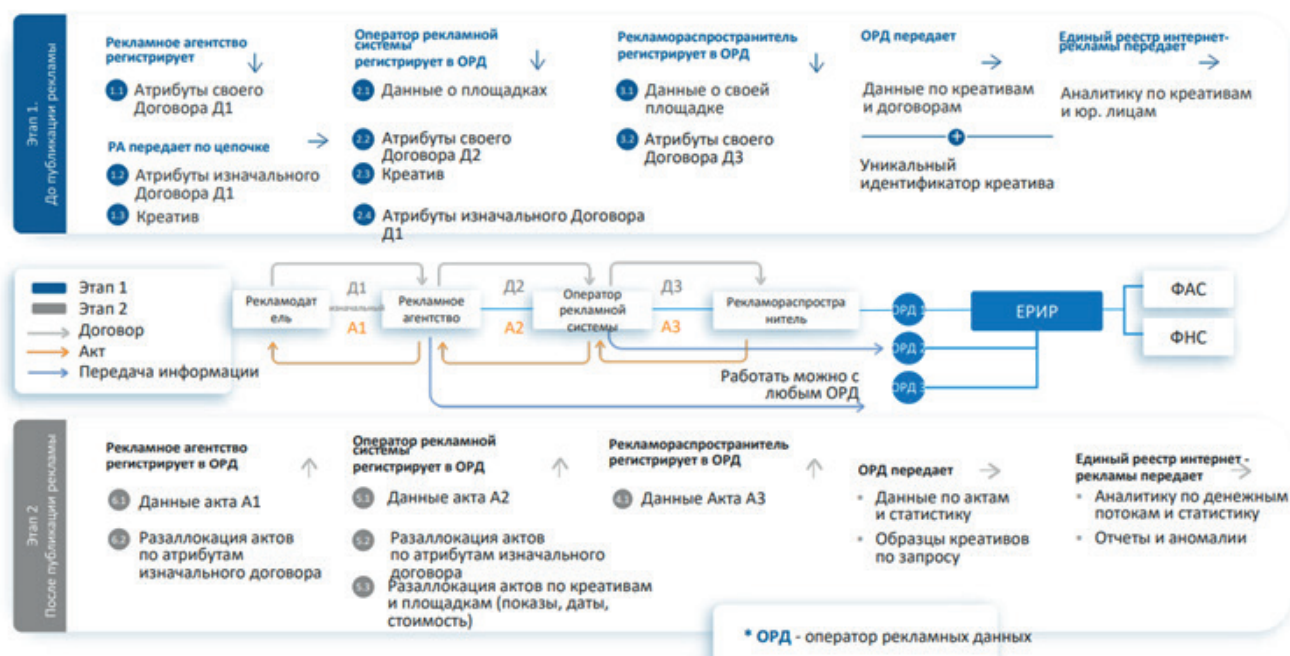 Этап 1.
До публикации рекламы
Рекламное агентство
регистрирует
1.1 Атрибуты своего
Договора Д1
РА передает по цепочке
1.2 Атрибуты изначального
Договора Д1
1.3 Креатив
Оператор рекламной
системы
регистрирует в ОРД
2.1 Данные о площадках
2.2 Атрибуты своего
Договора Д2
2.3 Креатив
2.4 Атрибуты изначального Договора
Д1
Рекламораспространитель
регистрирует в ОРД
3.1 Данные о своей
площадке
3.2 Атрибуты своего
Договора Д3
ОРД передает
Данные по креативам
и договорам
+
Уникальный
идентификатор креатива
Единый реестр интернет-
рекламы передает
Аналитику по креативам
и юр. лицам
Этап 1
Этап 2
Договор
Акт
Передача информации
Рекламодат
ель
Д1
изначальный
А1
Рекламное
агентство
Д2
А2
Оператор
рекламной
системы
Д3
А3
Рекламораспростра
нитель
Работать можно с
любым ОРД
ОРД 1
ОРД 2
ОРД 3
ЕРИР
ФАС
ФНС
Этап 2
После публикации рекламы
Рекламное агентство
регистрирует в ОРД
6.1 Данные акта А1
6.2 Разаллокация актов
по атрибутам
изначального договора
Оператор рекламной
системы
регистрирует в ОРД
5.1 Данные акта А2
5.2 Разаллокация актов
по атрибутам изначального
договора
5.3 Разаллокация актов по креативам
и площадкам (показы, даты,
стоимость)
Рекламораспространитель
регистрирует в ОРД
4.1 Данные Акта А3
ОРД передает
• Данные по актам
и статистику
• Образцы креативов
по запросу
Единый реестр интернет -
рекламы передает
• Аналитику по денежным
потокам и статистику
• Отчеты и аномалии
* ОРД - оператор рекламных данных